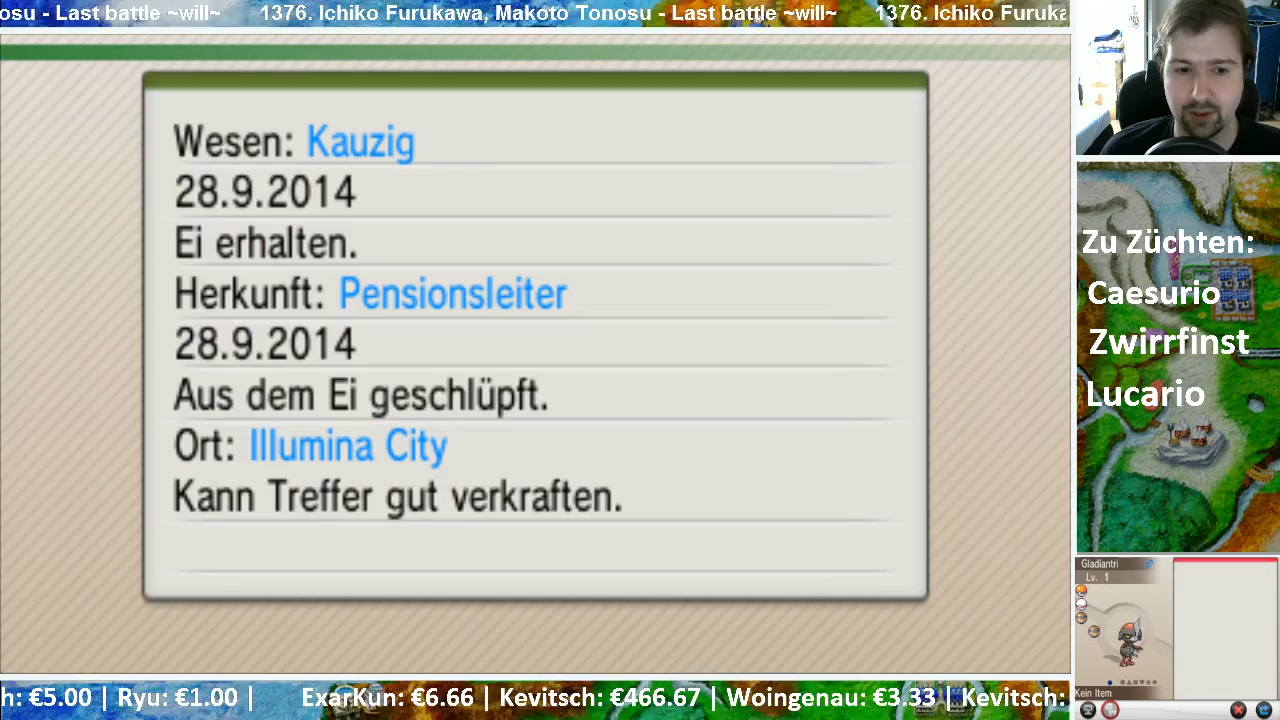 osu - Last battle ~will~ 1376. Ichiko Furukawa, Makoto Tonosu - Last battle ~will~ 1376. Ichiko Furuka
Wesen: Kauzig
28.9.2014
Ei erhalten.
Herkunft: Pensionsleiter
28.9.2014
Aus dem Ei geschlüpft.
Ort: Illumina City
Kann Treffer gut verkraften.
Zu Züchten:
Caesurio
Zwirrfinst
Lucario
Gladiantri ♂
Lv. 1
Kein Item
h: €5.00 | Ryu: €1.00 | ExarKun: €6.66 | Kevitsch: €466.67 | Woingenau: €3.33 | Kevitsch: